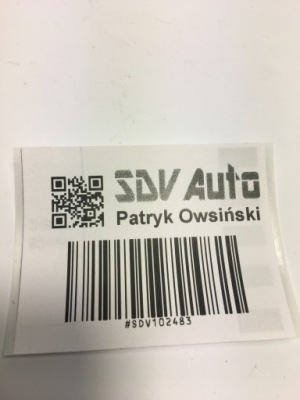 SDV Auto
Patryk Owsiński
#SDV102483